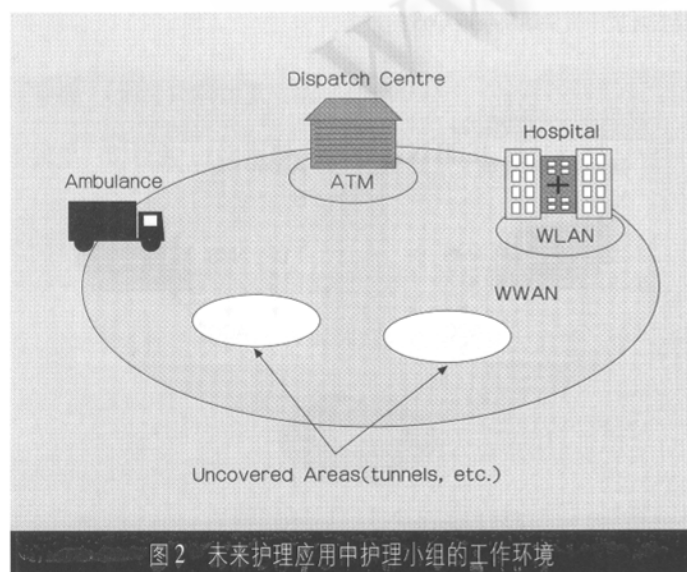 Dispatch Centre
Hospital
Ambulance
ATM
WLAN
WWAN
Uncovered Areas(tunnels, etc.)
图2 未来护理应用中护理小组的工作环境